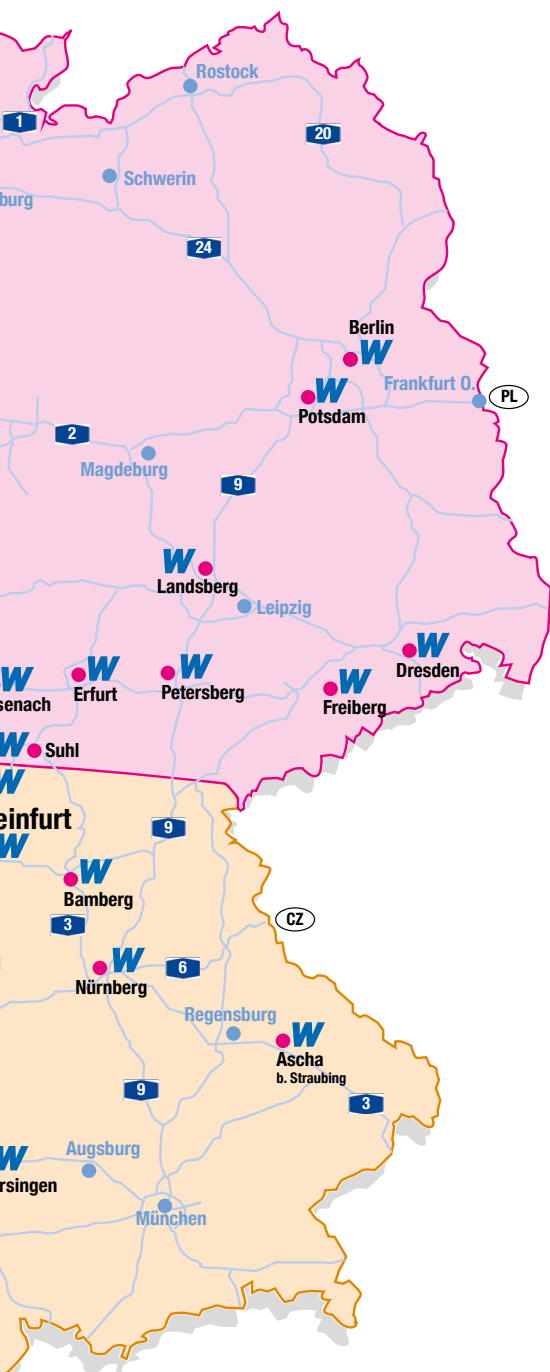 Rostock
1
20
Schwerin
burg
24
Berlin
W
Frankfurt O.
PL
W
Potsdam
2
Magdeburg
9
W
Landsberg
Leipzig
W
Dresden
W
senach
W
Erfurt
W
Petersberg
W
Freiberg
W
Suhl
W
einfurt
W
9
W
Bamberg
3
CZ
W
Nürnberg
6
Regensburg
W
Ascha
b. Straubing
9
3
W
rsingen
Augsburg
München